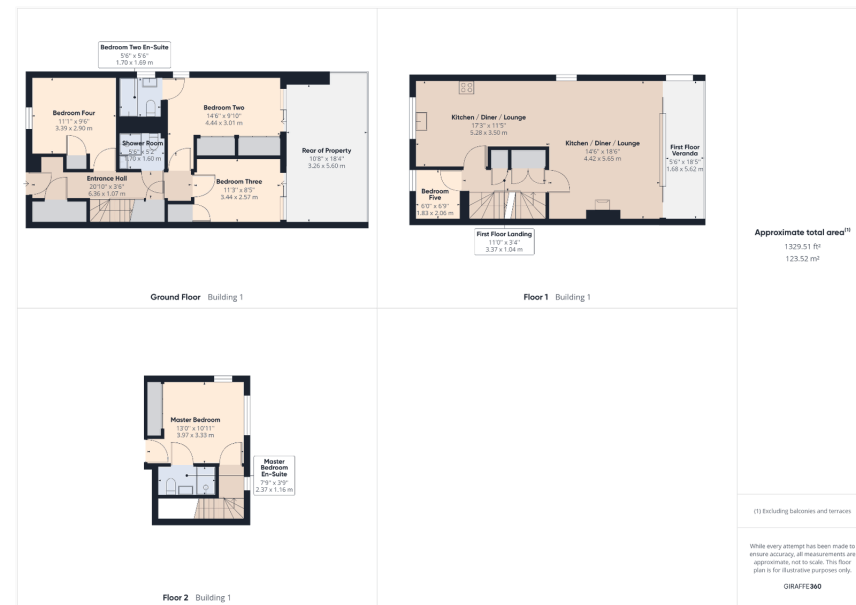 Bedroom Two En-Suite
5'6" x 5'6"
1.70 x 1.69 m
Bedroom Four
11'1" x 9'6"
3.39 x 2.90 m
Bedroom Two
14'6" x 9'10"
4.44 x 3.01 m
Shower Room
5'6" x 5'2"
1.70 x 1.60 m
Rear of Property
10'8" x 18'4"
3.26 x 5.60 m
Entrance Hall
20'10" x 3'6"
6.36 x 1.07 m
Bedroom Three
11'3" x 8'5"
3.44 x 2.57 m
Ground Floor Building 1
Kitchen / Diner / Lounge
17'3" x 11'5"
5.28 x 3.50 m
Kitchen / Diner / Lounge
14'6" x 18'6"
4.42 x 5.65 m
First Floor
Veranda
5'6" x 18'5"
1.68 x 5.62 m
Bedroom
Five
6'0" x 6'9"
1.83 x 2.06 m
First Floor Landing
11'0" x 3'4"
3.37 x 1.04 m
Floor 1 Building 1
Approximate total area(1)
1329.51 ft²
123.52 m²
Master Bedroom
13'0" x 10'11"
3.97 x 3.33 m
Master
Bedroom
En-Suite
7'9" x 3'9"
2.37 x 1.16 m
Floor 2 Building 1
(1) Excluding balconies and terraces
While every attempt has been made to
ensure accuracy, all measurements are
approximate, not to scale. This floor
plan is for illustrative purposes only.
GIRAFFE360